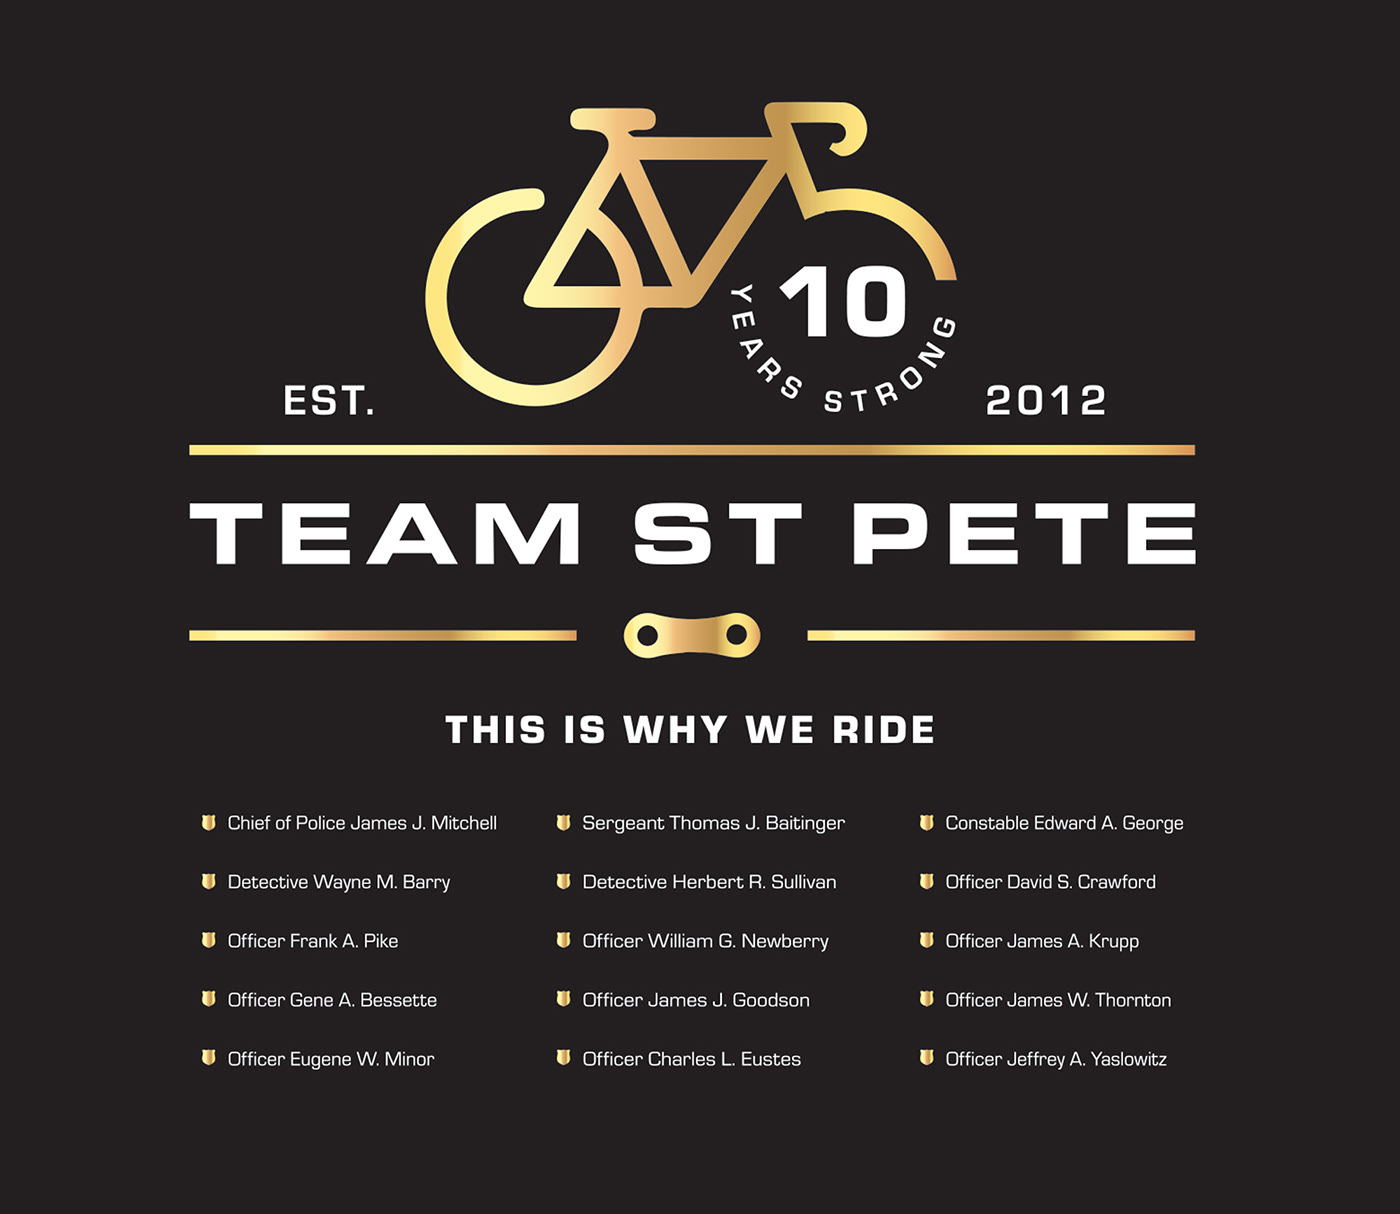 10
YEARS STRONG
EST.
2012
TEAM ST PETE
THIS IS WHY WE RIDE
Chief of Police James J. Mitchell
Detective Wayne M. Barry
Officer Frank A. Pike
Officer Gene A. Bessette
Officer Eugene W. Minor
Sergeant Thomas J. Baitinger
Detective Herbert R. Sullivan
Officer William G. Newberry
Officer James J. Goodson
Officer Charles L. Eustes
Constable Edward A. George
Officer David S. Crawford
Officer James A. Krupp
Officer James W. Thornton
Officer Jeffrey A. Yaslowitz